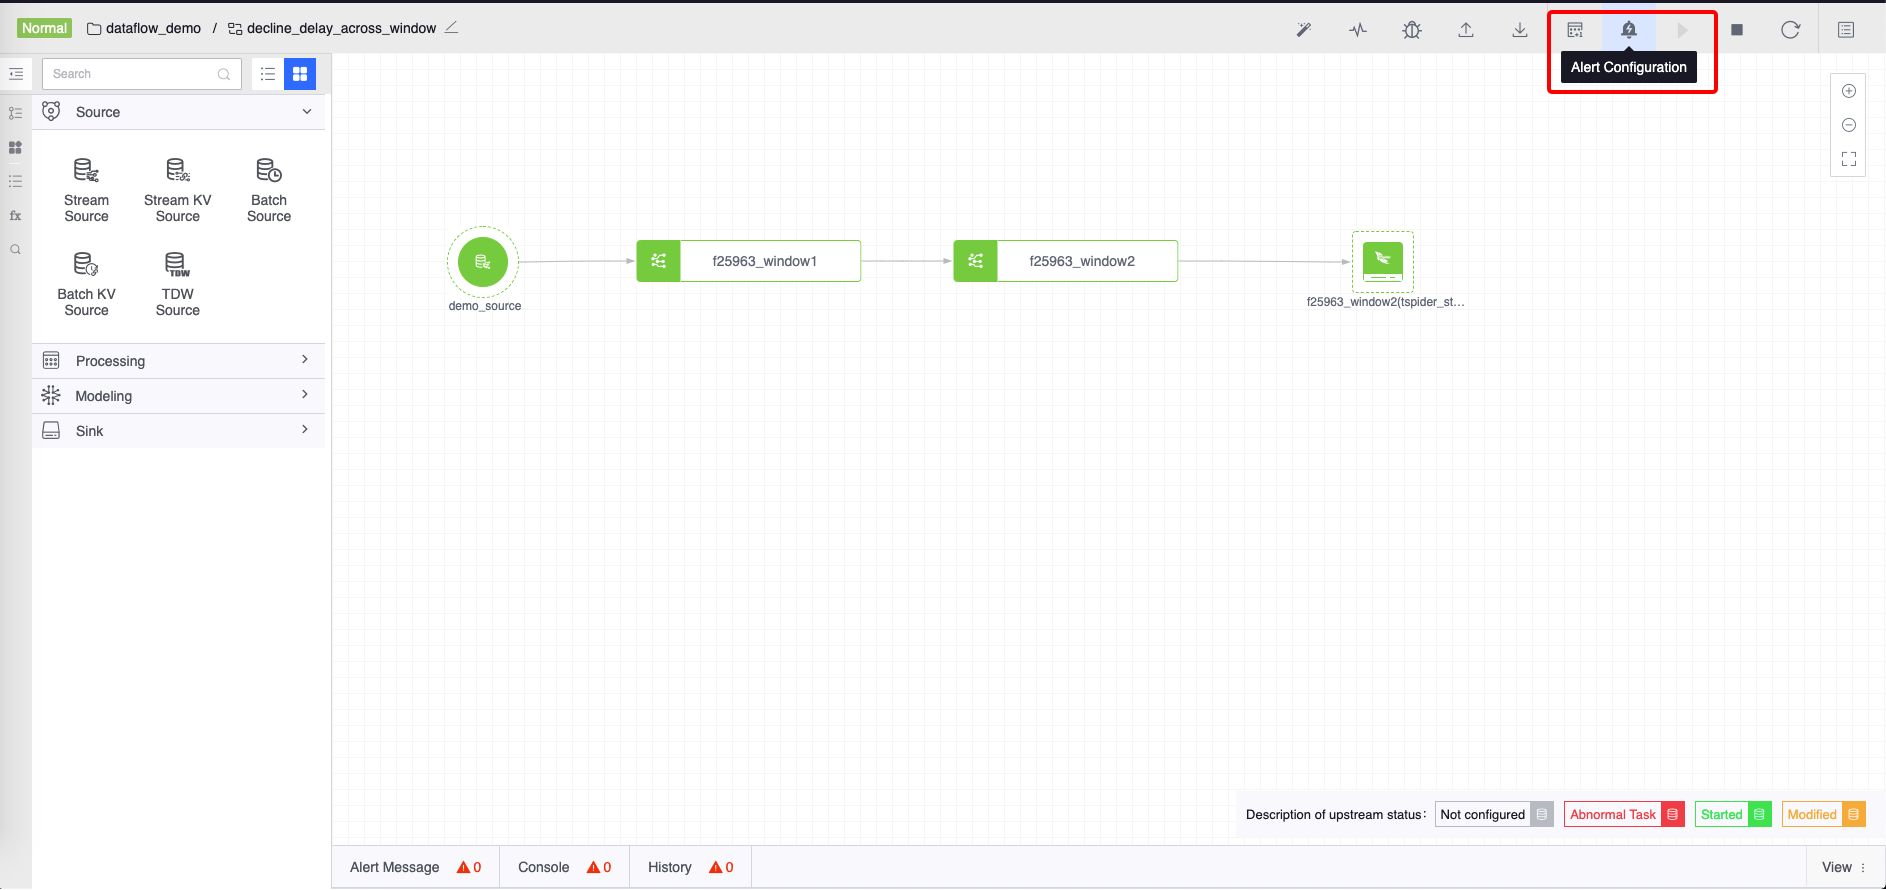 Normal
dataflow_demo / decline_delay_across_window
Alert Configuration
Search
Source
Stream
Source
Stream KV
Source
Batch
Source
Batch KV
Source
TDW
TDW
Source
Processing
Modeling
Sink
fx
demo_source
f25963_window1
f25963_window2
f25963_window2(tspider_st...
Description of upstream status: Not configured Abnormal Task Started Modified
Alert Message 0 Console 0 History 0 View